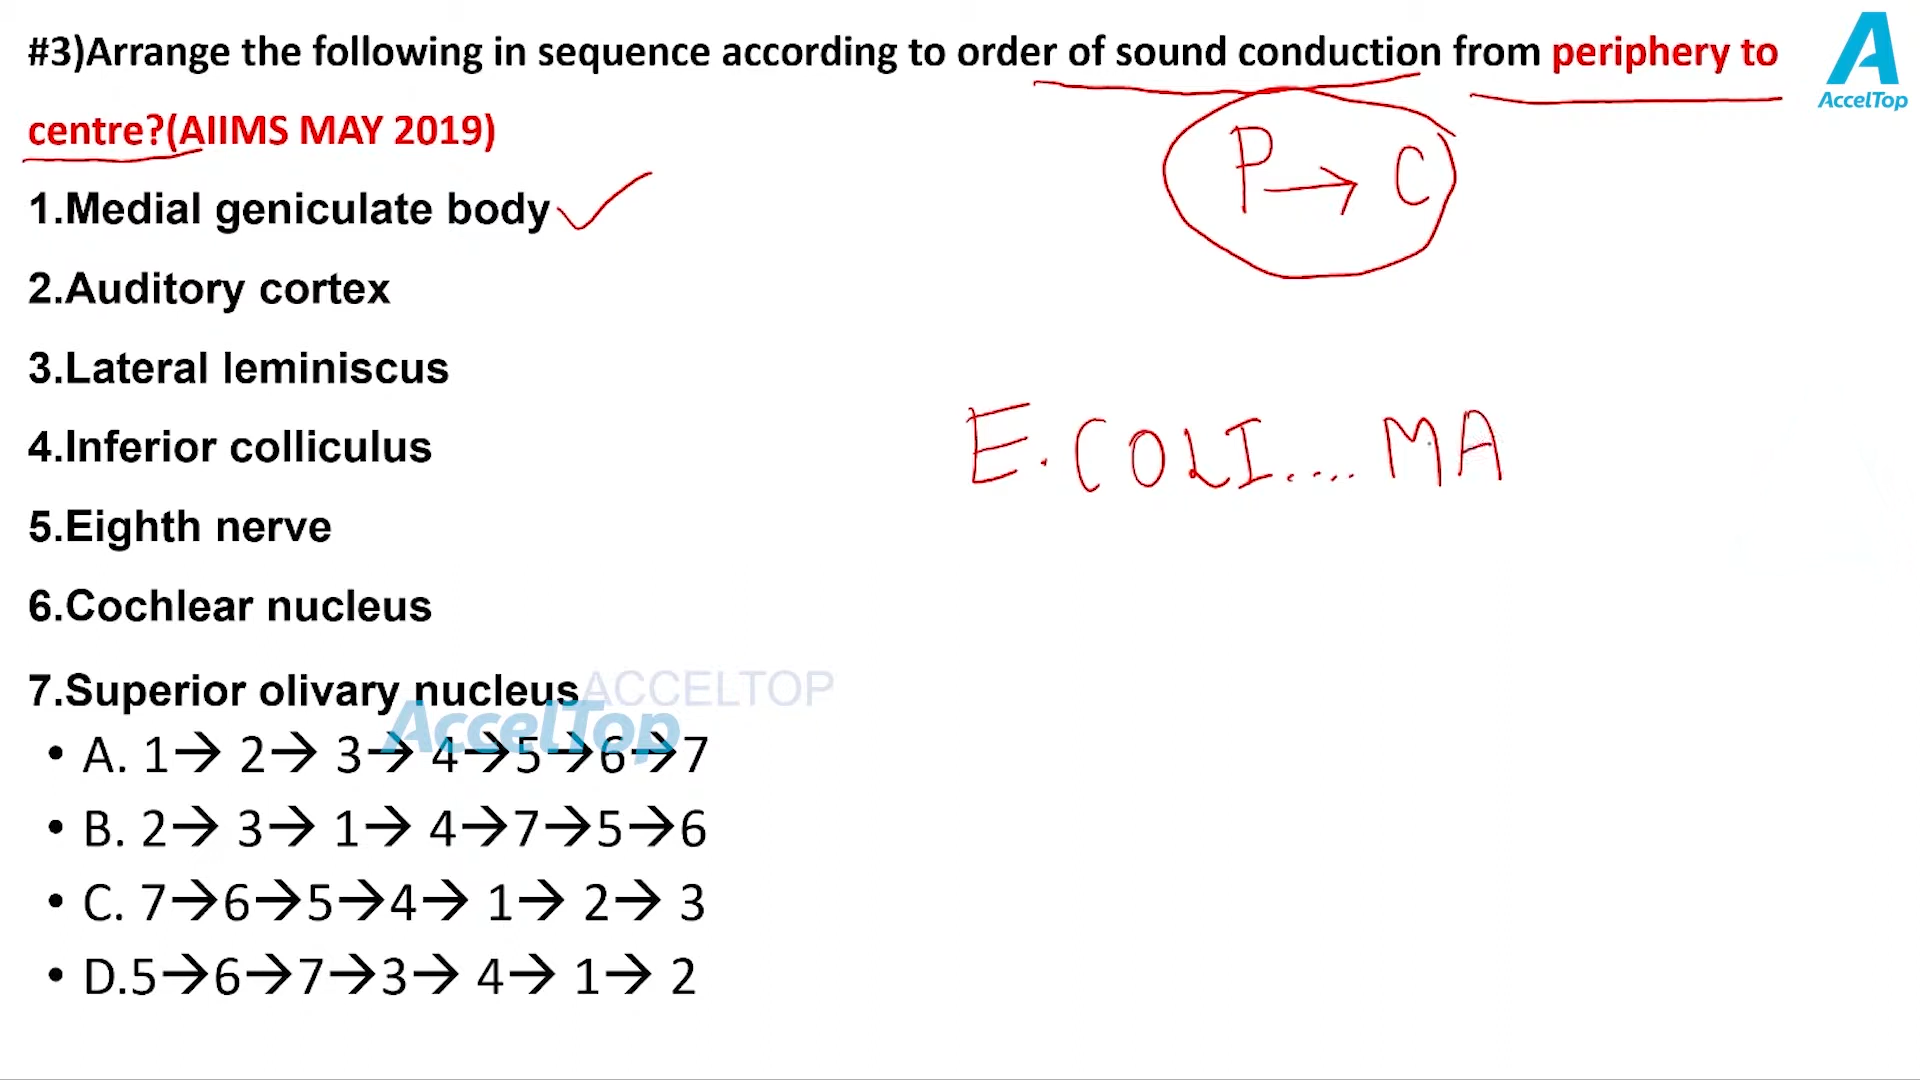 #3)Arrange the following in sequence according to order of sound conduction from periphery to
centre?(AIIMS MAY 2019)
AccelTop
P → C
1.Medial geniculate body
2.Auditory cortex
3.Lateral leminiscus
E. COLI.... MA
4.Inferior colliculus
5.Eighth nerve
6.Cochlear nucleus
7.Superior olivary nucleus
ACCELTOP
AccelTop
• A. 1→ 2→ 3→ 4→5→6→7
• B. 2→ 3→ 1→ 4→7→5→6
• C. 7→6→5→4→ 1→ 2→ 3
• D.5→6→7→3→ 4→ 1→ 2